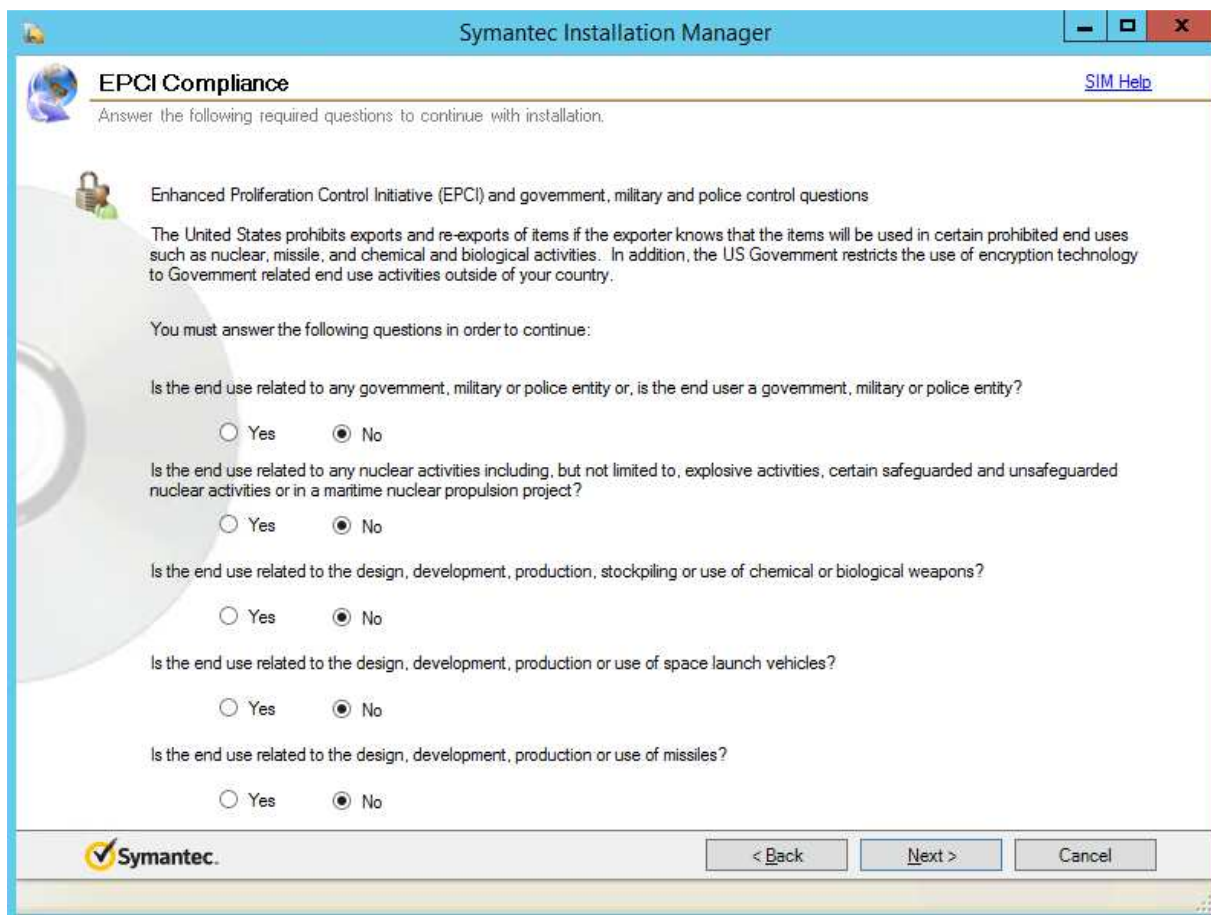 Symantec Installation Manager
EPCI Compliance
SIM Help
Answer the following required questions to continue with installation.
Enhanced Proliferation Control Initiative (EPCI) and government, military and police control questions
The United States prohibits exports and re-exports of items if the exporter knows that the items will be used in certain prohibited end uses
such as nuclear, missile, and chemical and biological activities. In addition, the US Government restricts the use of encryption technology
to Government related end use activities outside of your country.
You must answer the following questions in order to continue:
Is the end use related to any government, military or police entity or, is the end user a government, military or police entity?
Yes No
Is the end use related to any nuclear activities including, but not limited to, explosive activities, certain safeguarded and unsafeguarded
nuclear activities or in a maritime nuclear propulsion project?
Yes No
Is the end use related to the design, development, production, stockpiling or use of chemical or biological weapons?
Yes No
Is the end use related to the design, development, production or use of space launch vehicles?
Yes No
Is the end use related to the design, development, production or use of missiles?
Yes No
Symantec.
< Back Next > Cancel